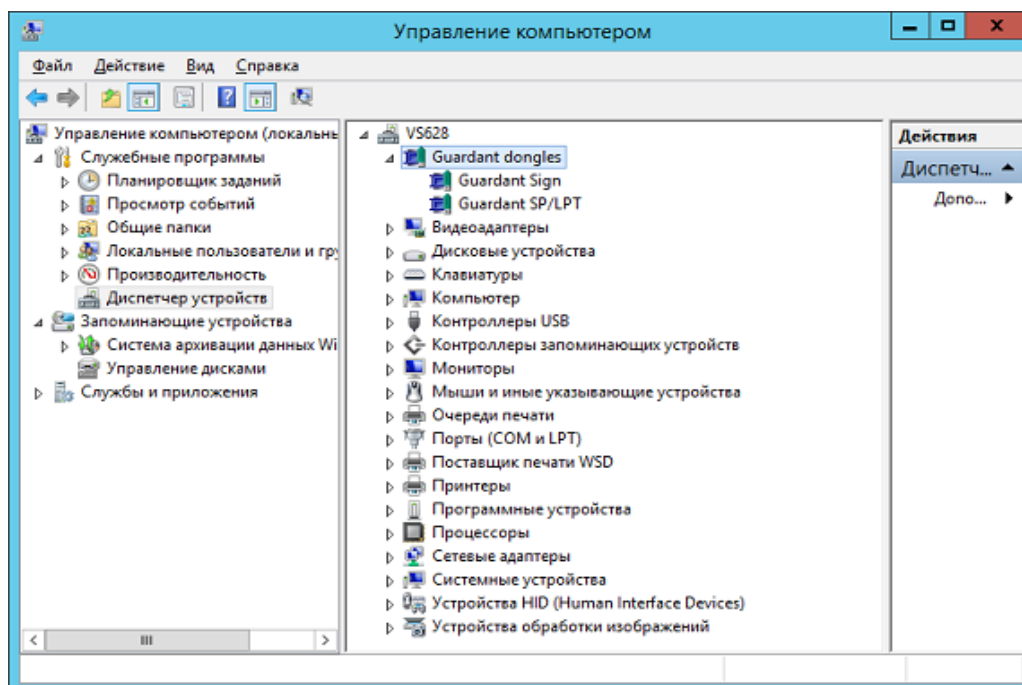 Управление компьютером
Файл Действие Вид Справка
Управление компьютером (локальн
Служебные программы
Планировщик заданий
Просмотр событий
Общие папки
Локальные пользователи и гру
Производительность
Диспетчер устройств
Запоминающие устройства
Система архивации данных Wi
Управление дисками
Службы и приложения
VS628
Guardant dongles
Guardant Sign
Guardant SP/LPT
Видеоадаптеры
Дисковые устройства
Клавиатуры
Компьютер
Контроллеры USB
Контроллеры запоминающих устройств
Мониторы
Мыши и иные указывающие устройства
Очереди печати
Порты (COM и LPT)
Поставщик печати WSD
Принтеры
Программные устройства
Процессоры
Сетевые адаптеры
Системные устройства
Устройства HID (Human Interface Devices)
Устройства обработки изображений
Действия
Диспетч...
Допо...